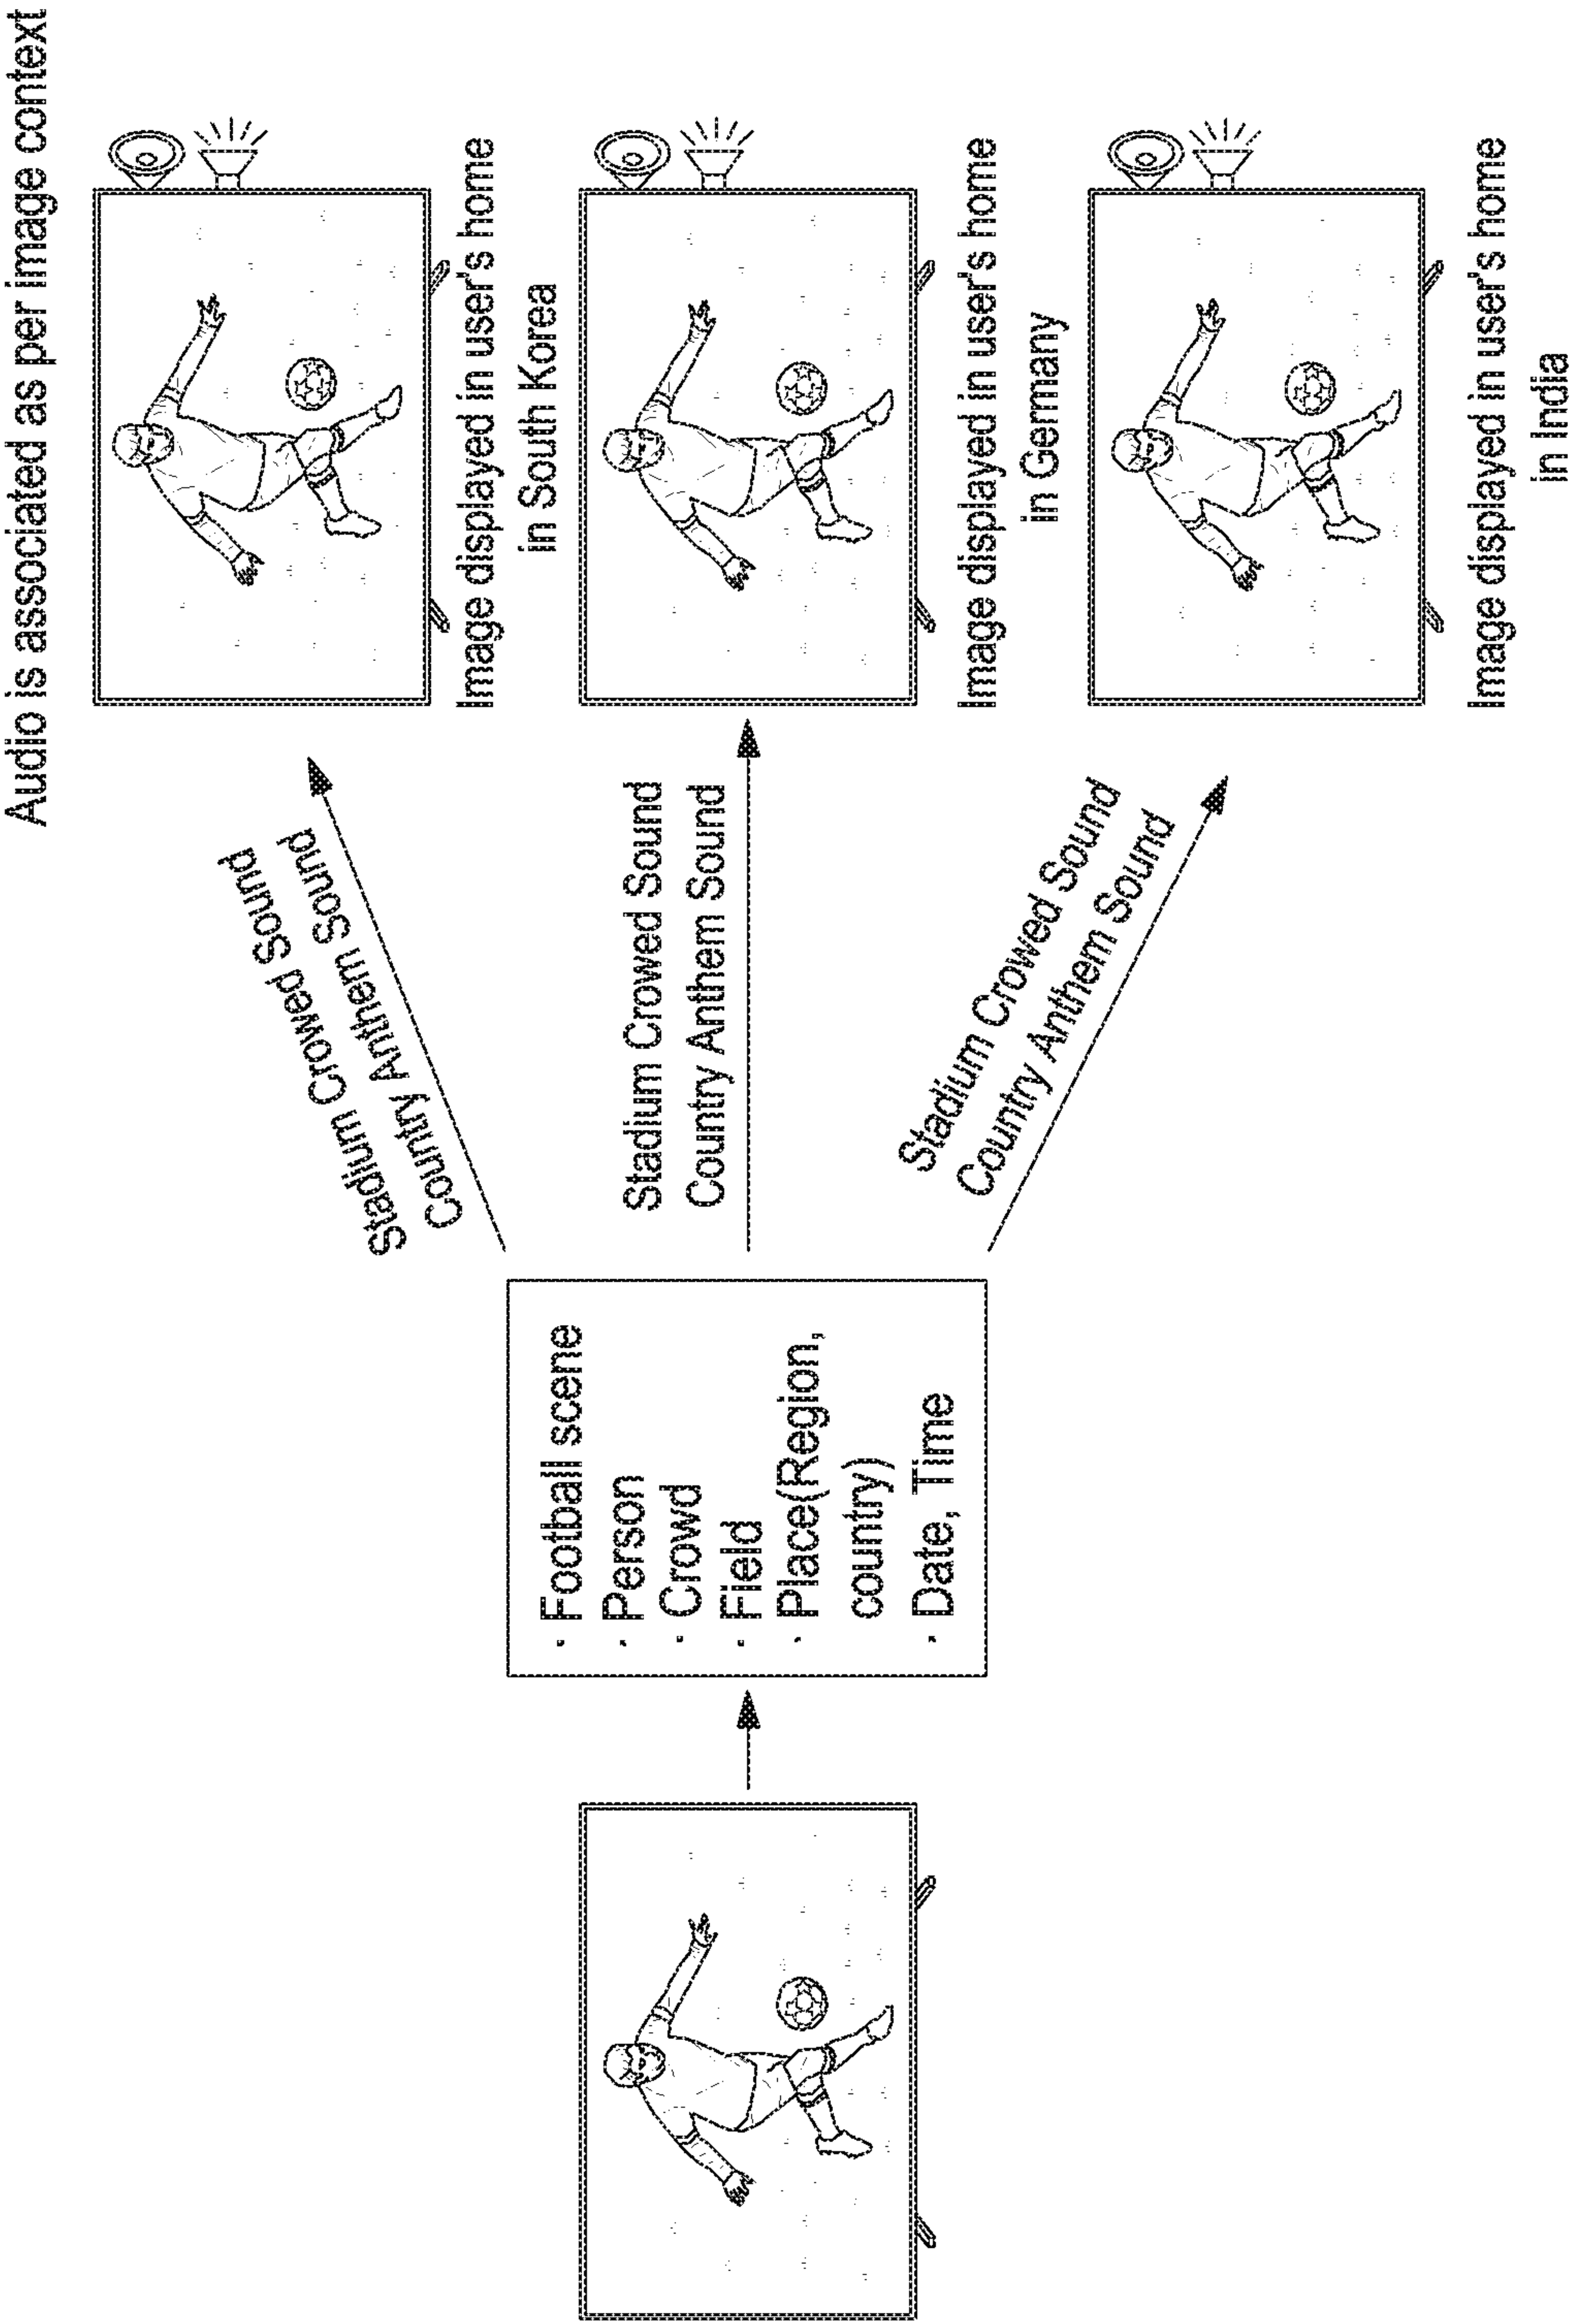 Audio is associated as per image context
· Football scene
· Person
· Crowd
· Field
· Place(Region,
country)
· Date, Time
Stadium Crowed Sound
Country Anthem Sound
Image displayed in user's home
in South Korea
Stadium Crowed Sound
Country Anthem Sound
Image displayed in user's home
in Germany
Stadium Crowed Sound
Country Anthem Sound
Image displayed in user's home
in India